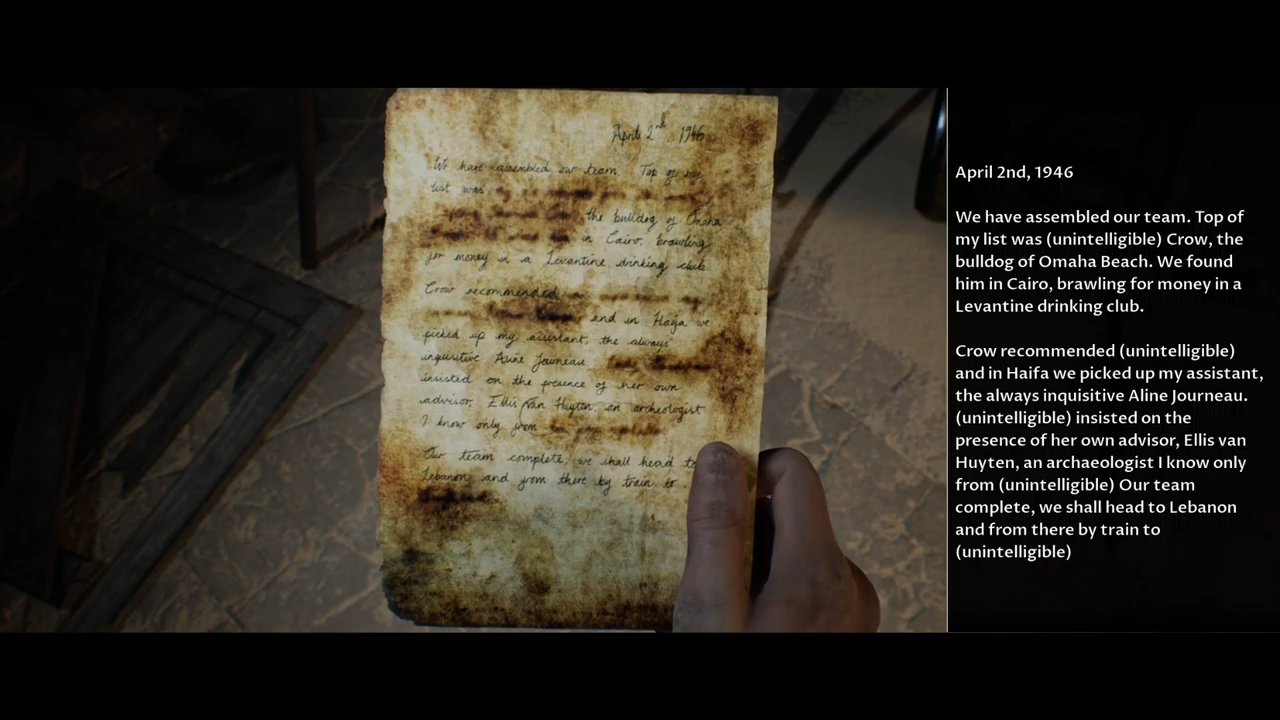 April 2nd 1946
We have assembled our team. Top of my
list was
the bulldog of Omaha
in Cairo, brawling
for money in a Levantine drinking club
Crow recommended
and in Haifa we
picked up my assistant, the always
inquisitive Aline Journeau
insisted on the presence of her own
advisor, Ellis van Huyten, an archeologist
I know only from
Our team complete, we shall head to
Lebanon and from there by train to
April 2nd, 1946
We have assembled our team. Top of
my list was (unintelligible) Crow, the
bulldog of Omaha Beach. We found
him in Cairo, brawling for money in a
Levantine drinking club.
Crow recommended (unintelligible)
and in Haifa we picked up my assistant,
the always inquisitive Aline Journeau.
(unintelligible) insisted on the
presence of her own advisor, Ellis van
Huyten, an archaeologist I know only
from (unintelligible) Our team
complete, we shall head to Lebanon
and from there by train to
(unintelligible)